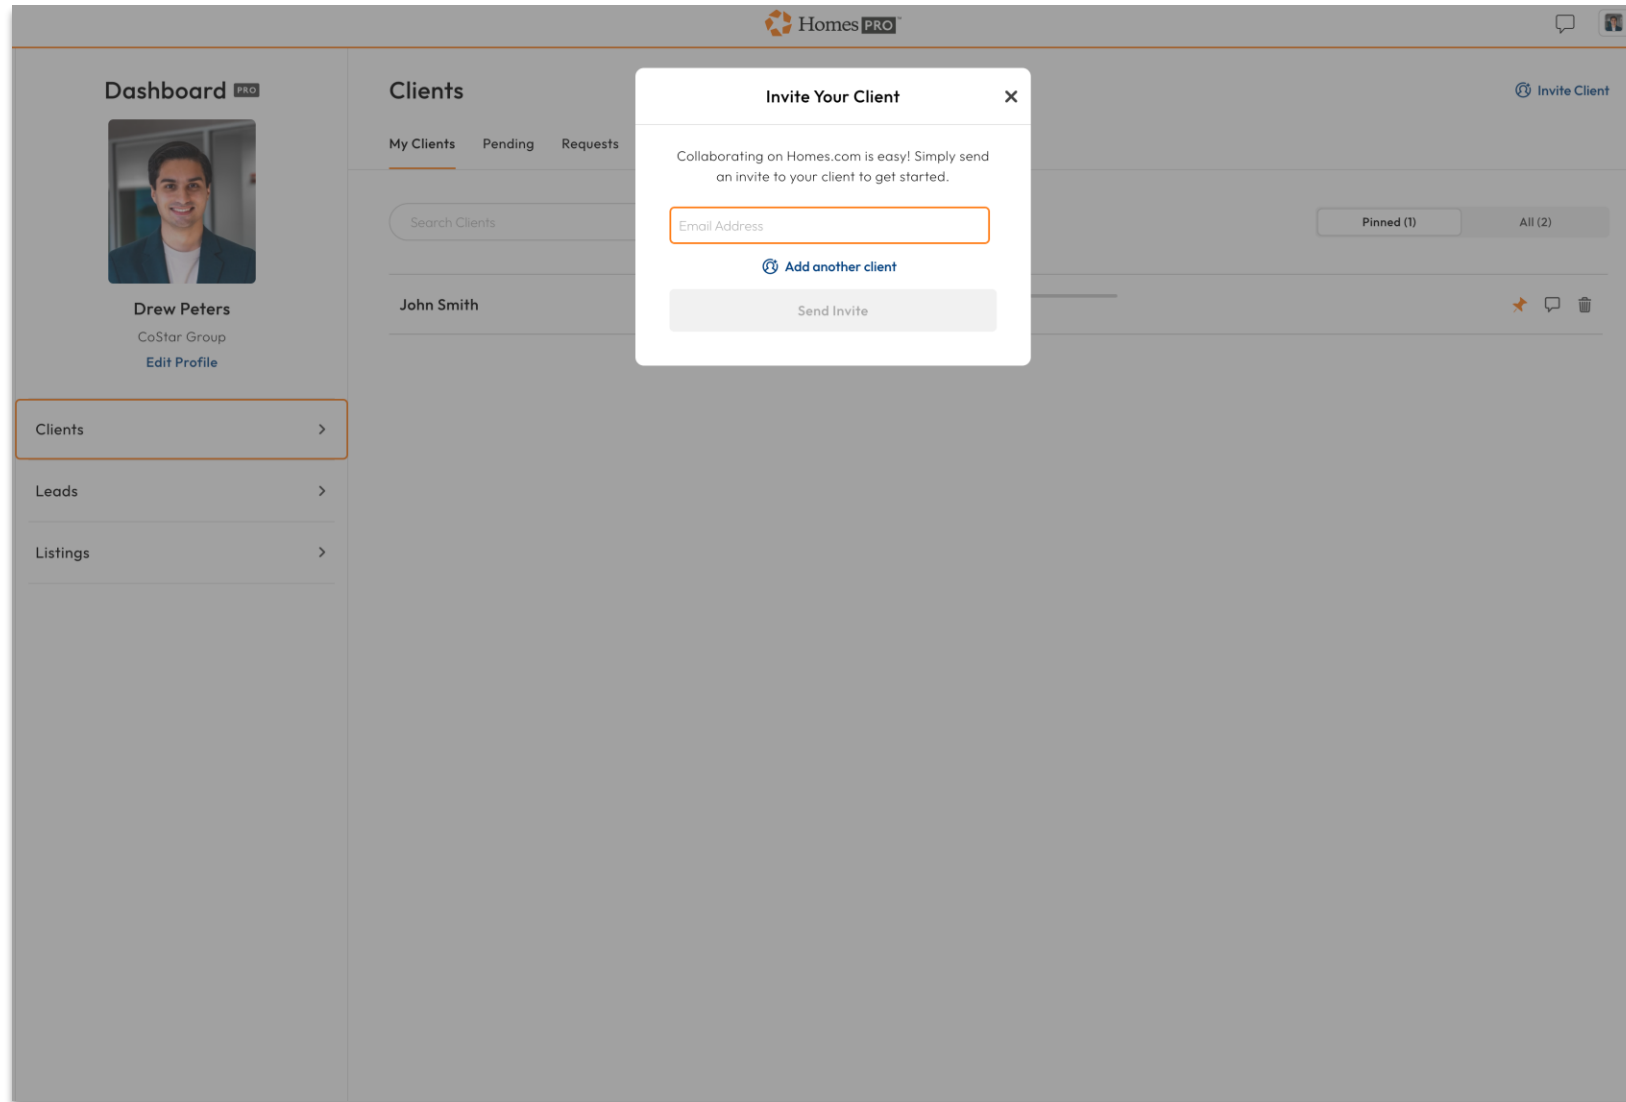 Homes PRO™
Dashboard PRO
Drew Peters
CoStar Group
Edit Profile
Clients
Leads
Listings
Clients
Invite Client
My Clients Pending Requests
Search Clients
Pinned (1) All (2)
John Smith
Invite Your Client
Collaborating on Homes.com is easy! Simply send
an invite to your client to get started.
Email Address
Add another client
Send Invite